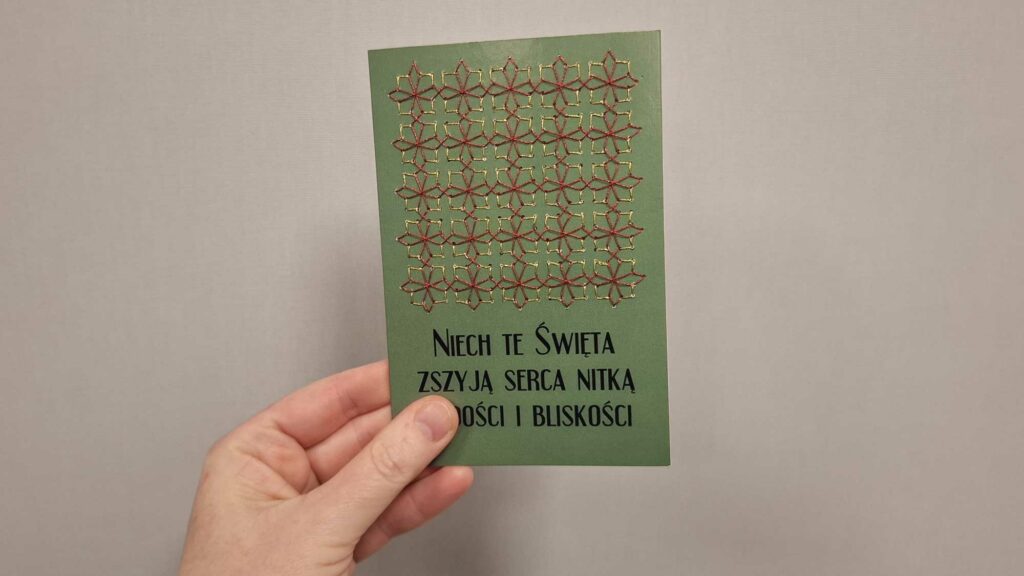 Niech te Święta
zszyją serca nitką
i bliskości